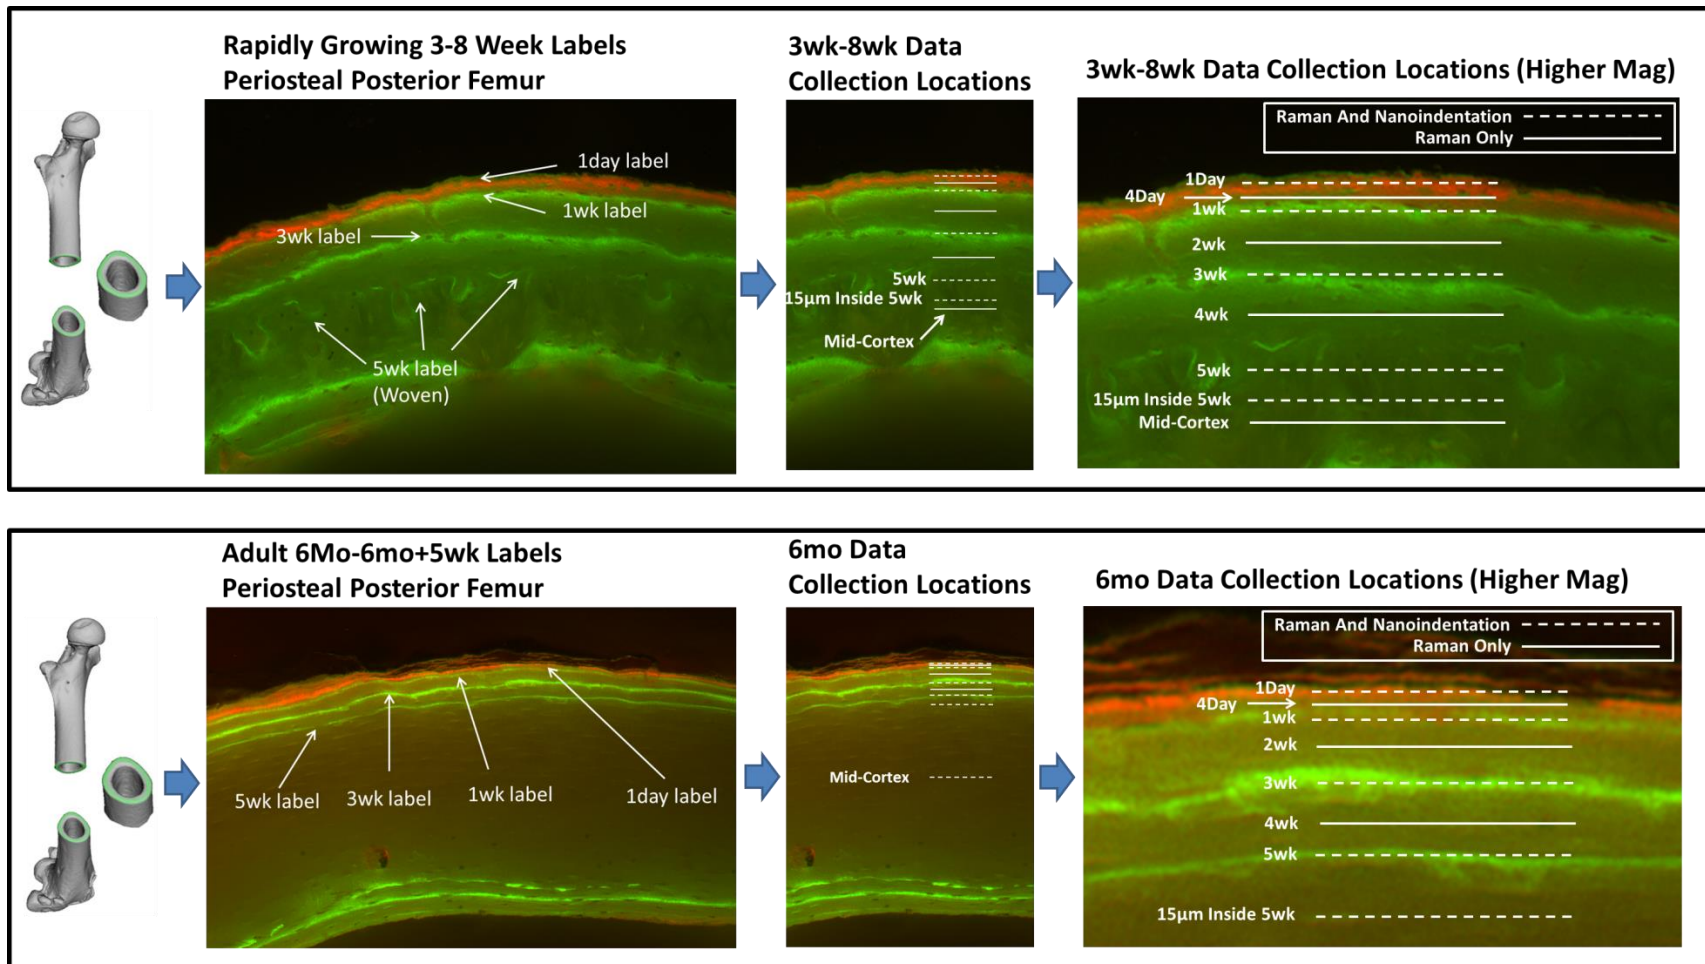 Rapidly Growing 3-8 Week Labels
Periosteal Posterior Femur
1day label
1wk label
3wk label
5wk label
(Woven)
3wk-8wk Data
Collection Locations
5wk
15µm Inside 5wk
Mid-Cortex
3wk-8wk Data Collection Locations (Higher Mag)
Raman And Nanoindentation
Raman Only
1Day
4Day
1wk
2wk
3wk
4wk
5wk
15µm Inside 5wk
Mid-Cortex
Adult 6Mo-6mo+5wk Labels
Periosteal Posterior Femur
5wk label
3wk label
1wk label
1day label
6mo Data
Collection Locations
Mid-Cortex
6mo Data Collection Locations (Higher Mag)
Raman And Nanoindentation
Raman Only
1Day
4Day
1wk
2wk
3wk
4wk
5wk
15µm Inside 5wk